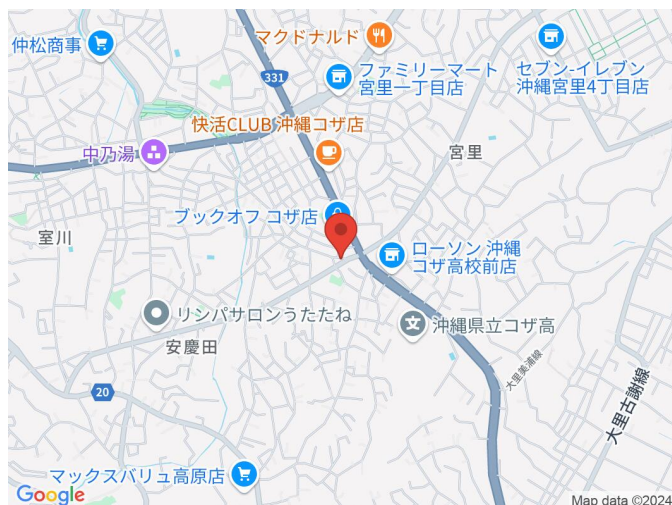 仲松商事
マクドナルド
331
ファミリーマート
宮里一丁目店
セブン-イレブン
沖縄宮里4丁目店
快活CLUB 沖縄コザ店
中乃湯
宮里
ブックオフ コザ店
室川
ローソン 沖縄
コザ高校前店
リンパサロンうたたね
沖縄県立コザ高
安慶田
大里美浦線
20
大里古謝線
マックスバリュ高原店
Google
Map data ©2024